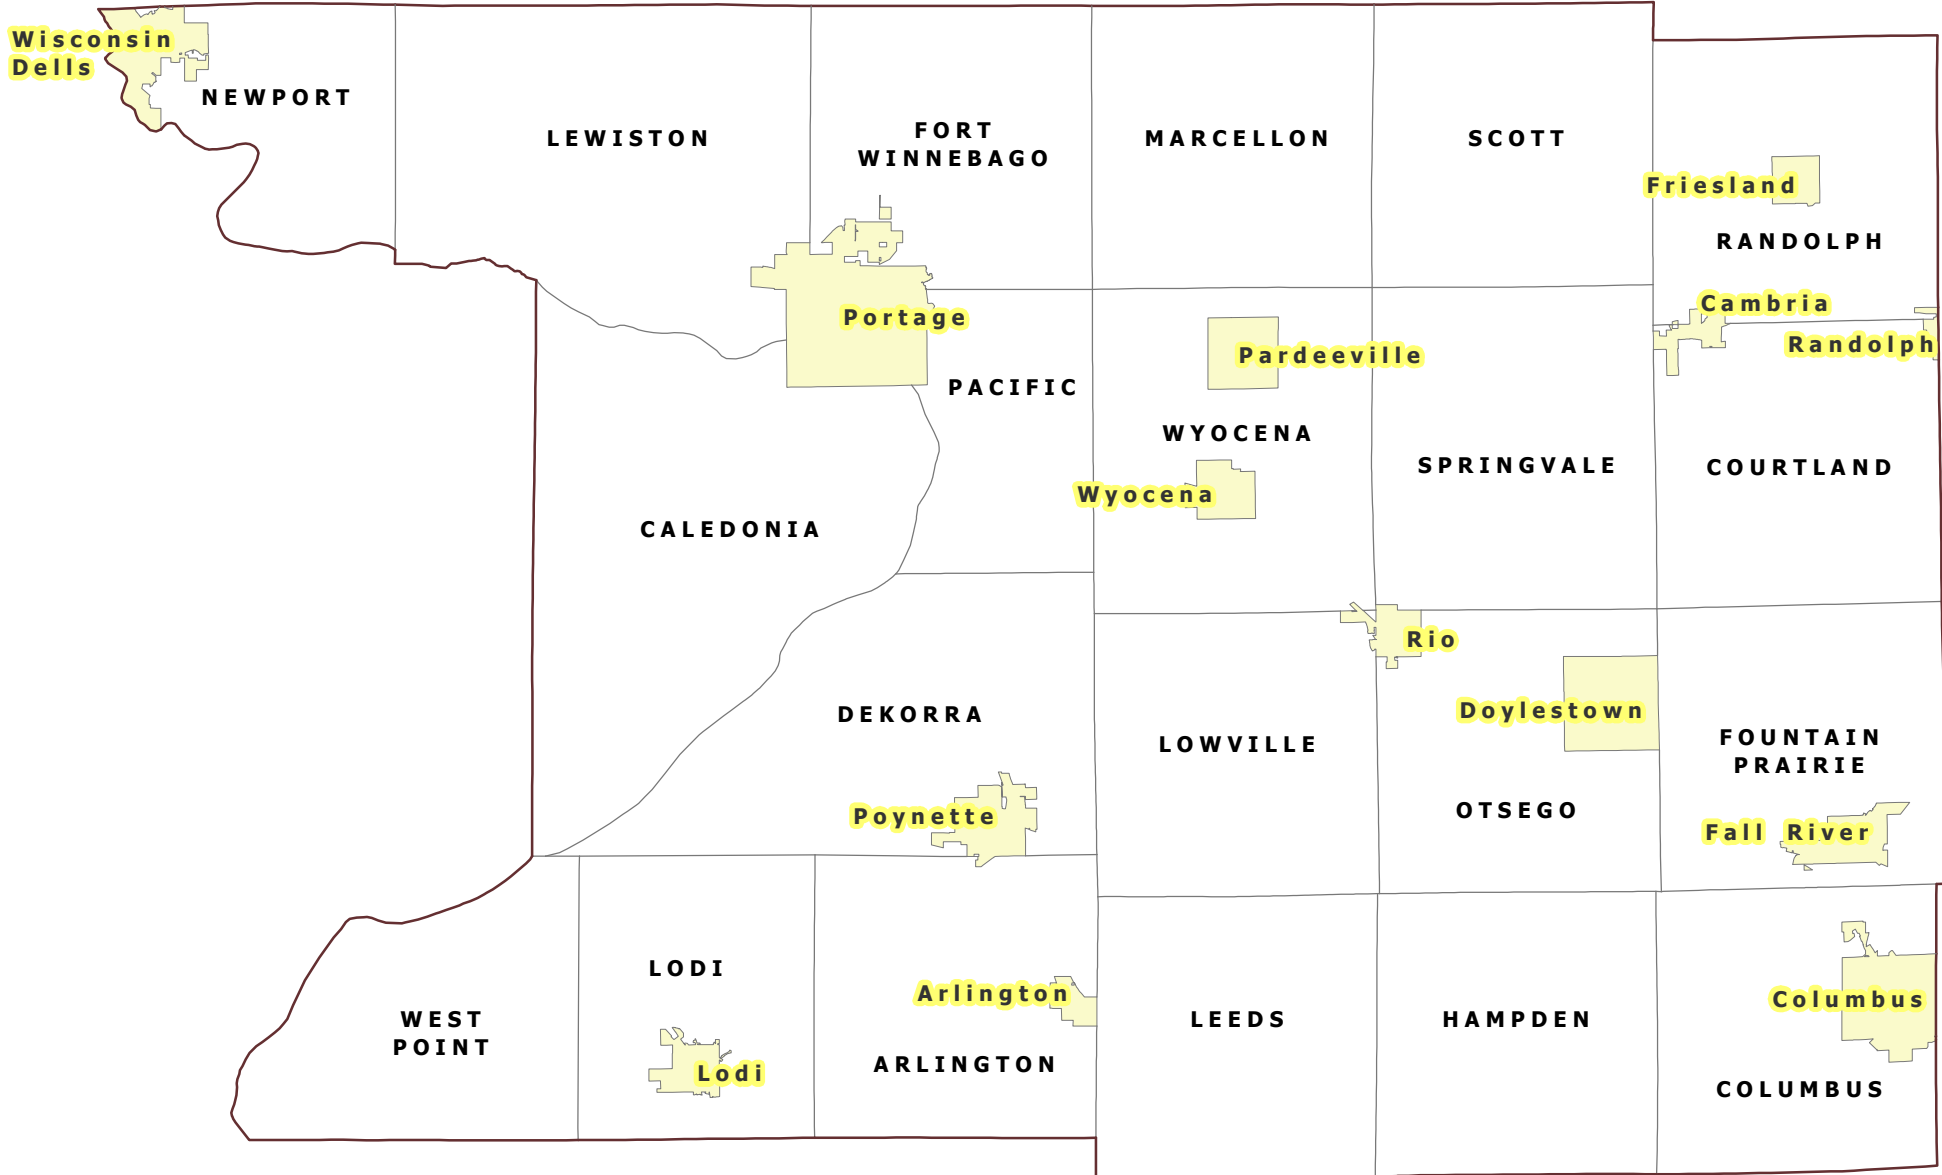 Wisconsin
Dells
NEWPORT
LEWISTON
FORT
WINNEBAGO
MARCELLON
SCOTT
Friesland
RANDOLPH
Cambria
Randolph
Portage
Pardeeville
PACIFIC
WYOCENA
Wyocena
SPRINGVALE
COURTLAND
CALEDONIA
Rio
DEKORRA
Doylestown
LOWVILLE
FOUNTAIN
PRAIRIE
Poynette
OTSEGO
Fall River
LODI
Arlington
Columbus
WEST
POINT
LEEDS
HAMPDEN
Lodi
ARLINGTON
COLUMBUS